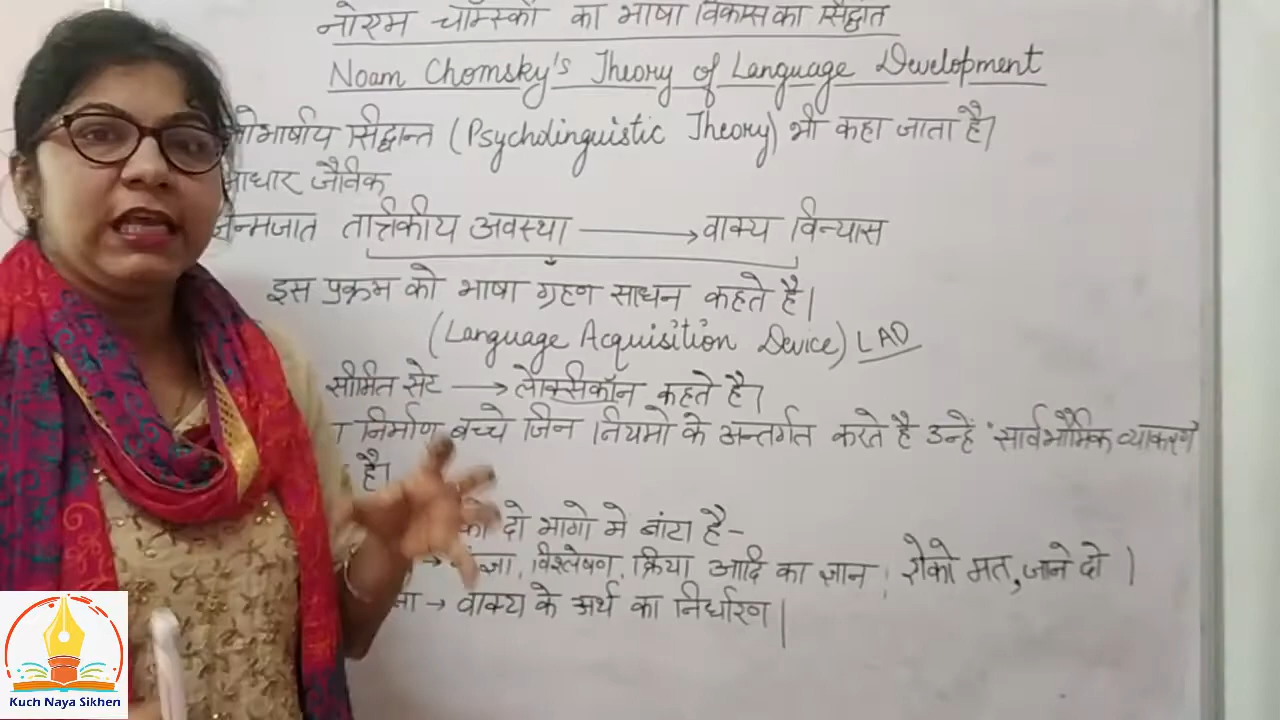 नोरम चॉम्स्की का भाषा विकास का सिद्धांत
Noam Chomsky's Theory of Language Development
सिद्धान्त (Psycholinguistic Theory) भी कहा जाता है।
जैविक
जन्मजात तान्त्रिकीय अवस्था → वाक्य विन्यास
इस प्रक्रम को भाषा ग्रहण साधन कहते है।
(Language Acquisition Device) LAD
सीमित सेट → लेक्सीकॉन कहते है।
निर्माण बच्चे जिन नियमो के अन्तर्गत करते है उन्हें 'सार्वभौमिक व्याकरण
है।
को दो भागो मे बांटा है-
→ संज्ञा, विश्लेषण, क्रिया आदि का ज्ञान। रोको मत, जाने दो।
→ वाक्य के अर्थ का निर्धारण।
Kuch Naya Sikhen